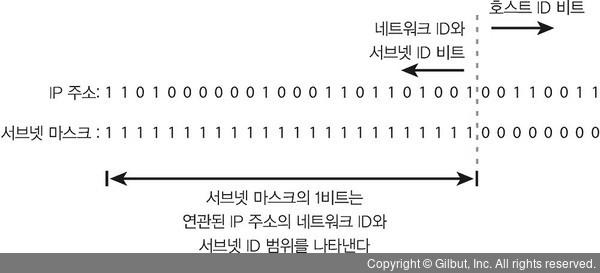 호스트 ID 비트
네트워크 ID와
서브넷 ID 비트
IP 주소: 1 1 0 1 0 0 0 0 0 0 1 0 0 0 1 1 0 1 1 0 1 0 0 1 0 0 1 1 0 0 1 1
서브넷 마스크 : 1 1 1 1 1 1 1 1 1 1 1 1 1 1 1 1 1 1 1 1 1 1 1 1 0 0 0 0 0 0 0 0
서브넷 마스크의 1비트는
연관된 IP 주소의 네트워크 ID와
서브넷 ID 범위를 나타낸다
Copyright © Gilbut, Inc. All rights reserved.